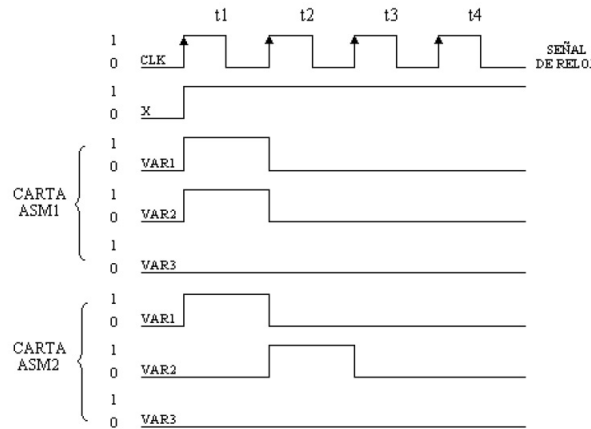 t1 t2 t3 t4
1
0 CLK
SEÑAL
DE RELOJ
1
0 X
1
0 VAR1
1
0 VAR2
CARTA
ASM1
1
0 VAR3
1
0 VAR1
1
0 VAR2
CARTA
ASM2
1
0 VAR3